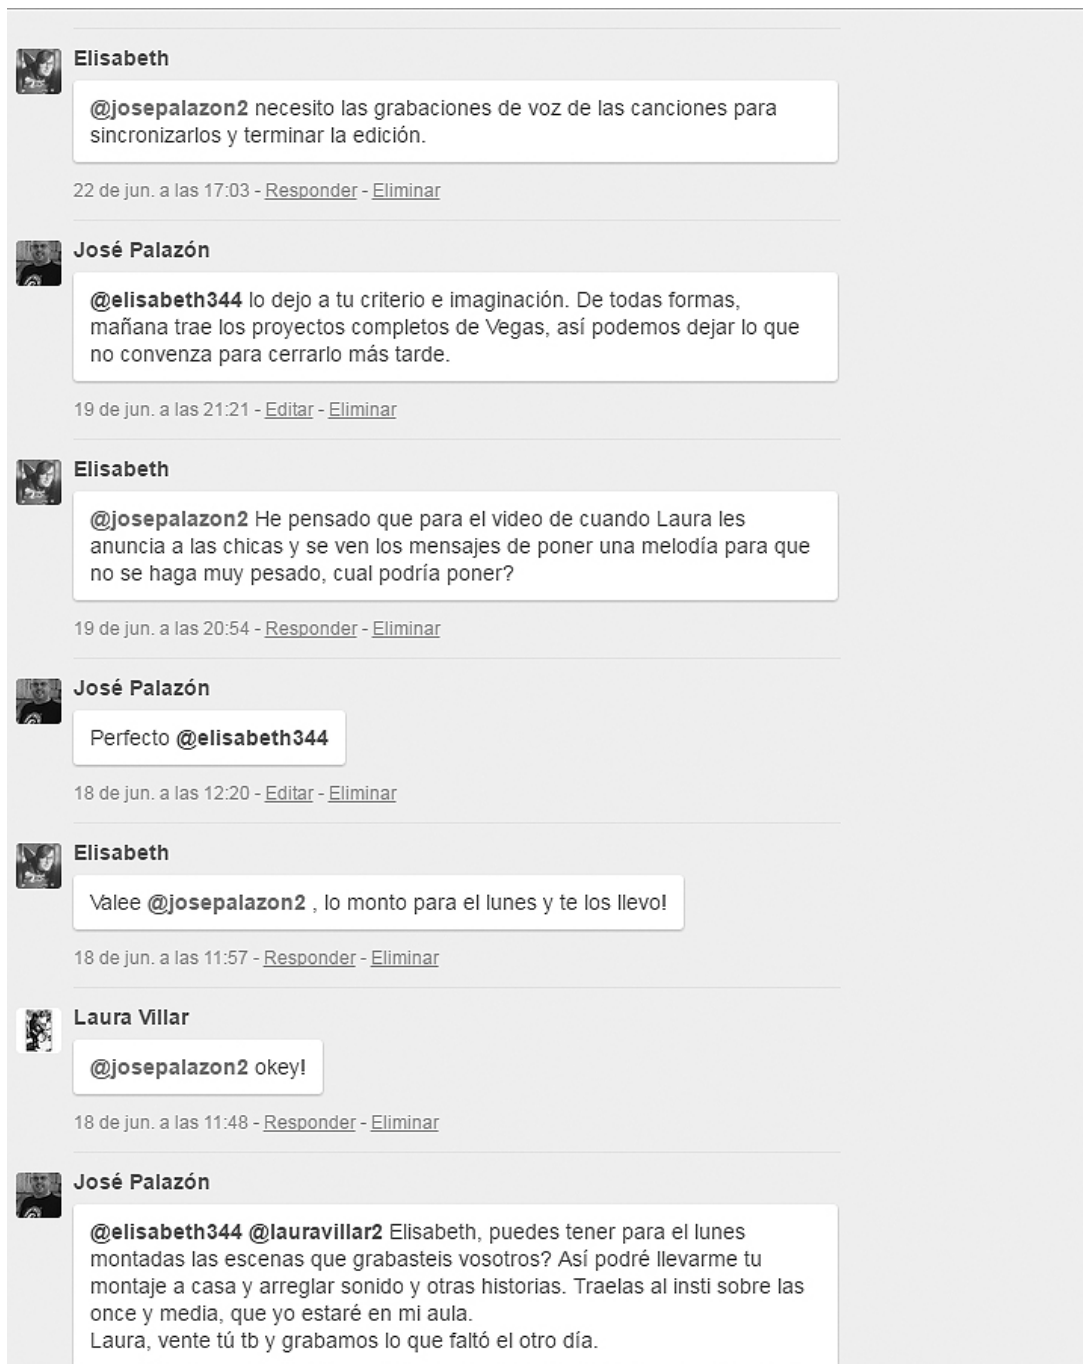 Elisabeth
@josepalazon2 necesito las grabaciones de voz de las canciones para
sincronizarlos y terminar la edición.
22 de jun. a las 17:03 - Responder - Eliminar
José Palazón
@elisabeth344 lo dejo a tu criterio e imaginación. De todas formas,
mañana trae los proyectos completos de Vegas, así podemos dejar lo que
no convenza para cerrarlo más tarde.
19 de jun. a las 21:21 - Editar - Eliminar
Elisabeth
@josepalazon2 He pensado que para el video de cuando Laura les
anuncia a las chicas y se ven los mensajes de poner una melodía para que
no se haga muy pesado, cual podría poner?
19 de jun. a las 20:54 - Responder - Eliminar
José Palazón
Perfecto @elisabeth344
18 de jun. a las 12:20 - Editar - Eliminar
Elisabeth
Valee @josepalazon2 , lo monto para el lunes y te los llevo!
18 de jun. a las 11:57 - Responder - Eliminar
Laura Villar
@josepalazon2 okey!
18 de jun. a las 11:48 - Responder - Eliminar
José Palazón
@elisabeth344 @lauravillar2 Elisabeth, puedes tener para el lunes
montadas las escenas que grabasteis vosotros? Así podré llevarme tu
montaje a casa y arreglar sonido y otras historias. Traelas al insti sobre las
once y media, que yo estaré en mi aula.
Laura, vente tú tb y grabamos lo que faltó el otro día.